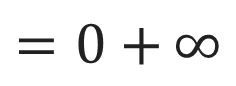 = 0 + ∞